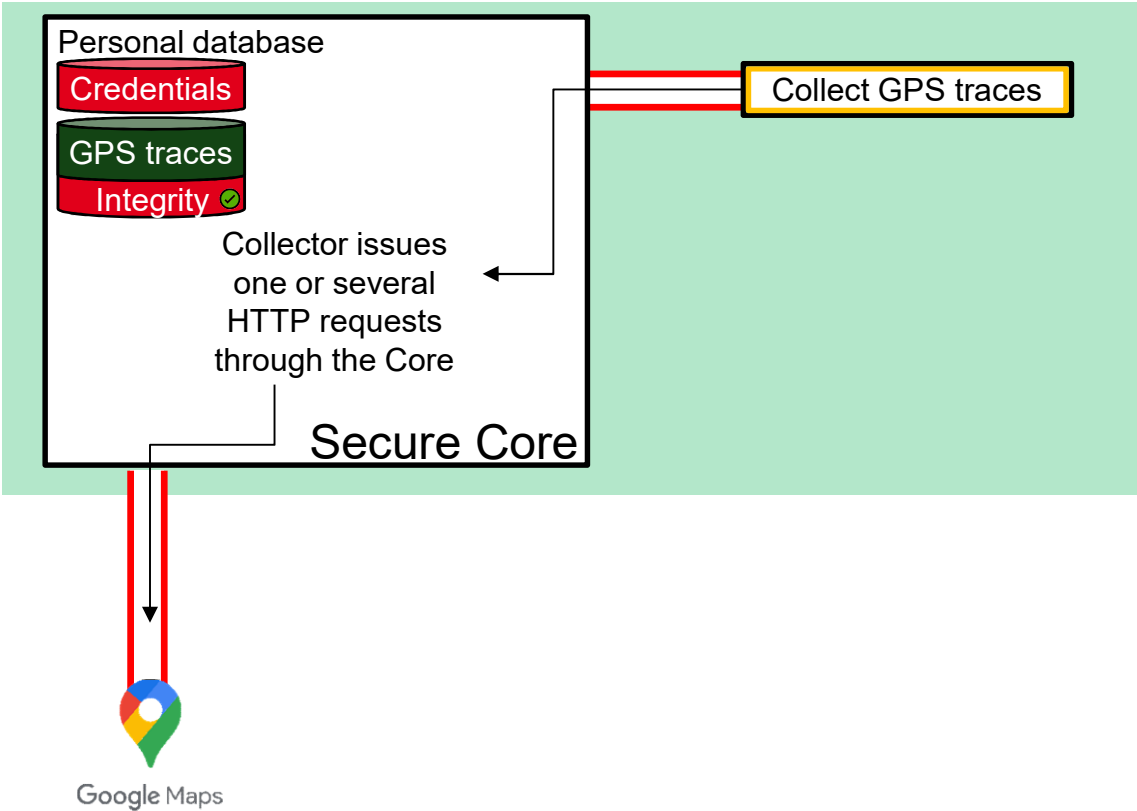 Personal database
Credentials
GPS traces
Integrity
Collect GPS traces
Collector issues
one or several
HTTP requests
through the Core
Secure Core
Google Maps